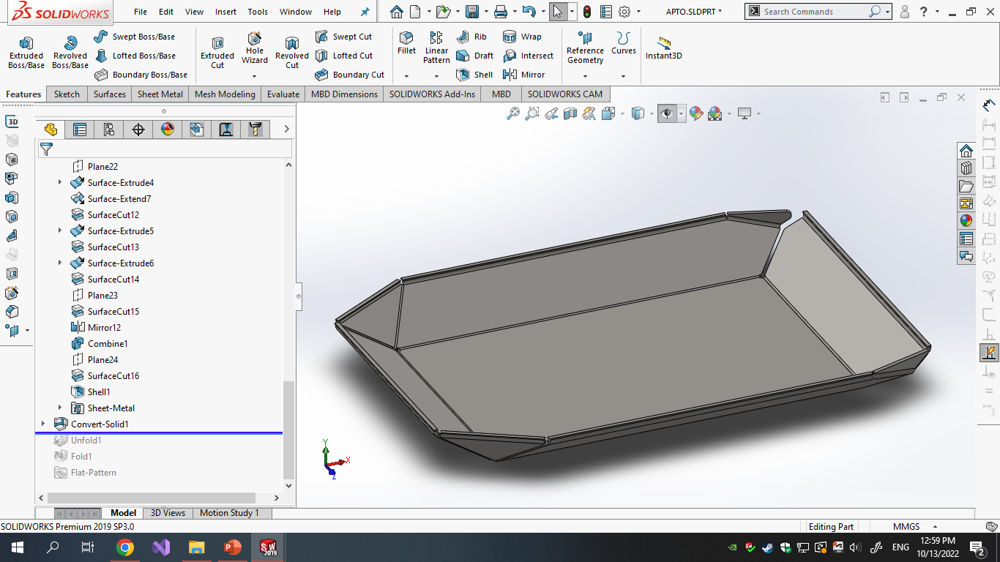 SOLIDWORKS File Edit View Insert Tools Window Help APTO.SLDPRT * Search Commands ?
Extruded Boss/Base
Revolved Boss/Base
Swept Boss/Base
Lofted Boss/Base
Boundary Boss/Base
Extruded Cut
Hole Wizard
Revolved Cut
Swept Cut
Lofted Cut
Boundary Cut
Fillet
Linear Pattern
Rib
Draft
Shell
Wrap
Intersect
Mirror
Reference Geometry
Curves
Instant3D
Features Sketch Surfaces Sheet Metal Mesh Modeling Evaluate MBD Dimensions SOLIDWORKS Add-Ins MBD SOLIDWORKS CAM
3D
Plane22
Surface-Extrude4
Surface-Extend7
SurfaceCut12
Surface-Extrude5
SurfaceCut13
Surface-Extrude6
SurfaceCut14
Plane23
SurfaceCut15
Mirror12
Combine1
Plane24
SurfaceCut16
Shell1
Sheet-Metal
Convert-Solid1
Unfold1
Fold1
Flat-Pattern
Y
X
Z
Model 3D Views Motion Study 1
SOLIDWORKS Premium 2019 SP3.0 Editing Part MMGS
SW 2019
ENG
12:59 PM
10/13/2022
2